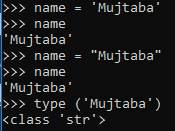 >>> name = 'Mujtaba'
>>> name
'Mujtaba'
>>> name = "Mujtaba"
>>> name
'Mujtaba'
>>> type ('Mujtaba')
<class 'str'>